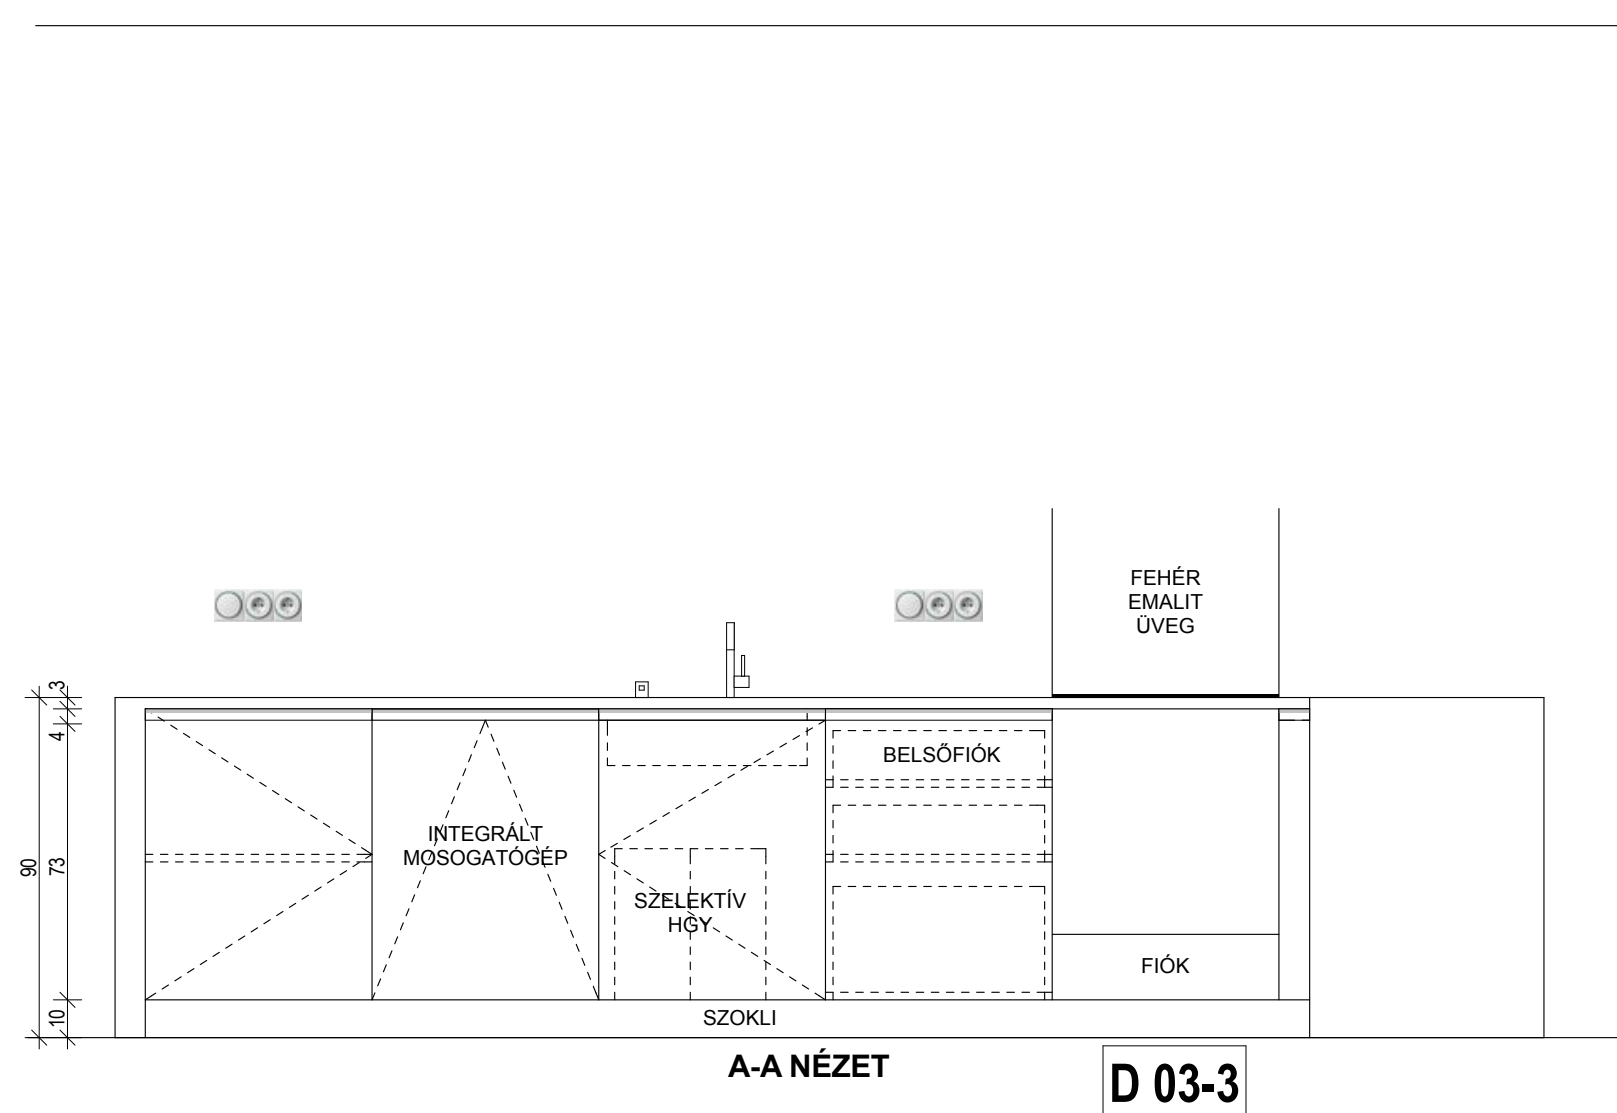 FEHÉR
EMALIT
ÜVEG
3
4
BELSŐFIÓK
INTEGRÁLT
MOSOGATÓGÉP
90
73
SZELEKTÍV
HGY
FIÓK
10
SZOKLI
A-A NÉZET
D 03-3